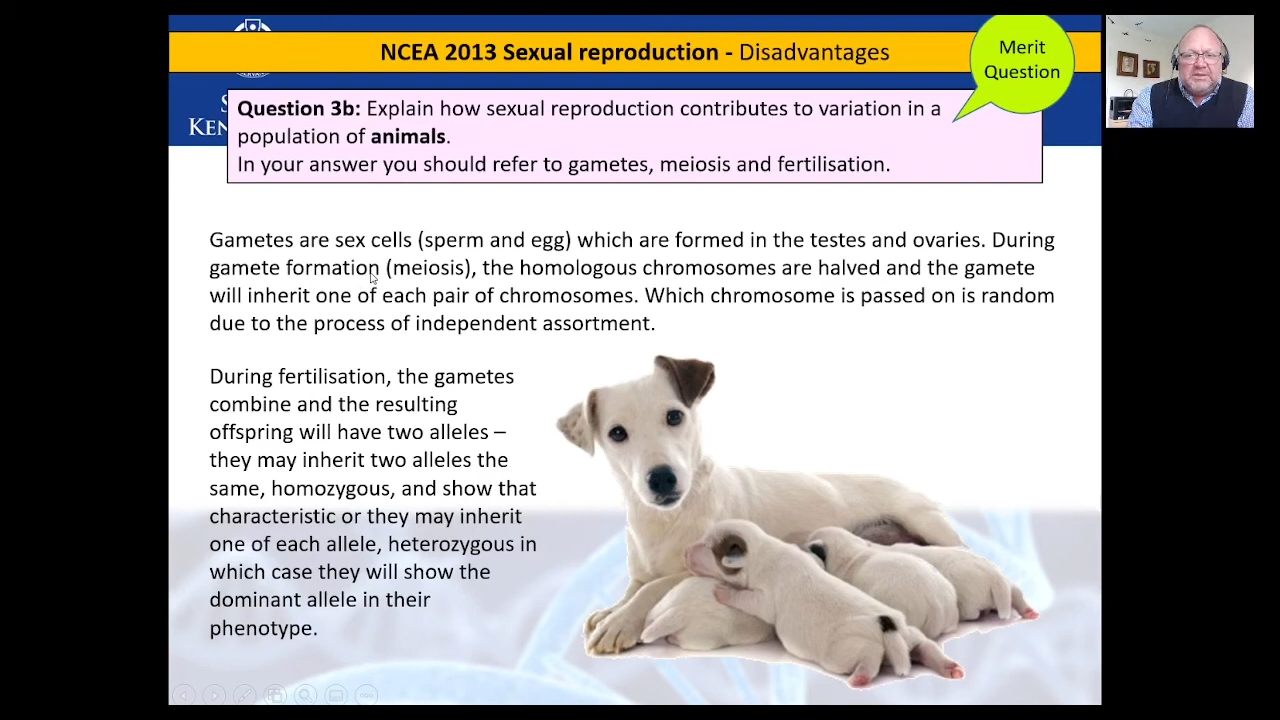 NCEA 2013 Sexual reproduction - Disadvantages
Merit
Question
Question 3b: Explain how sexual reproduction contributes to variation in a
population of animals.
In your answer you should refer to gametes, meiosis and fertilisation.
Gametes are sex cells (sperm and egg) which are formed in the testes and ovaries. During
gamete formation (meiosis), the homologous chromosomes are halved and the gamete
will inherit one of each pair of chromosomes. Which chromosome is passed on is random
due to the process of independent assortment.
During fertilisation, the gametes
combine and the resulting
offspring will have two alleles –
they may inherit two alleles the
same, homozygous, and show that
characteristic or they may inherit
one of each allele, heterozygous in
which case they will show the
dominant allele in their
phenotype.